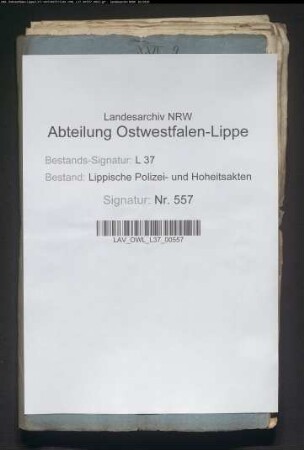 Landesarchiv NRW
Abteilung Ostwestfalen-Lippe
Bestands-Signatur: L 37
Bestand: Lippische Polizei- und Hoheitsakten
Signatur: Nr. 557
LAV_OWL_L37_00557